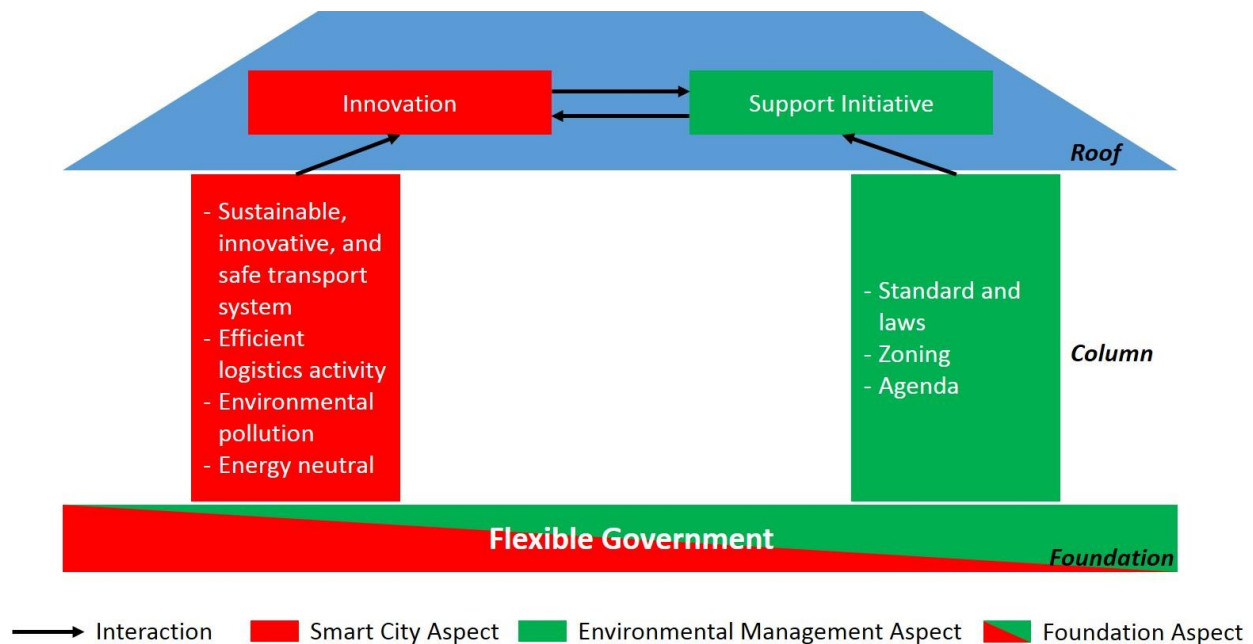 Innovation
Support Initiative
Roof
- Sustainable,
innovative, and
safe transport
system
- Efficient
logistics activity
- Environmental
pollution
- Energy neutral
- Standard and
laws
- Zoning
- Agenda
Column
Flexible Government
Foundation
Interaction
Smart City Aspect
Environmental Management Aspect
Foundation Aspect